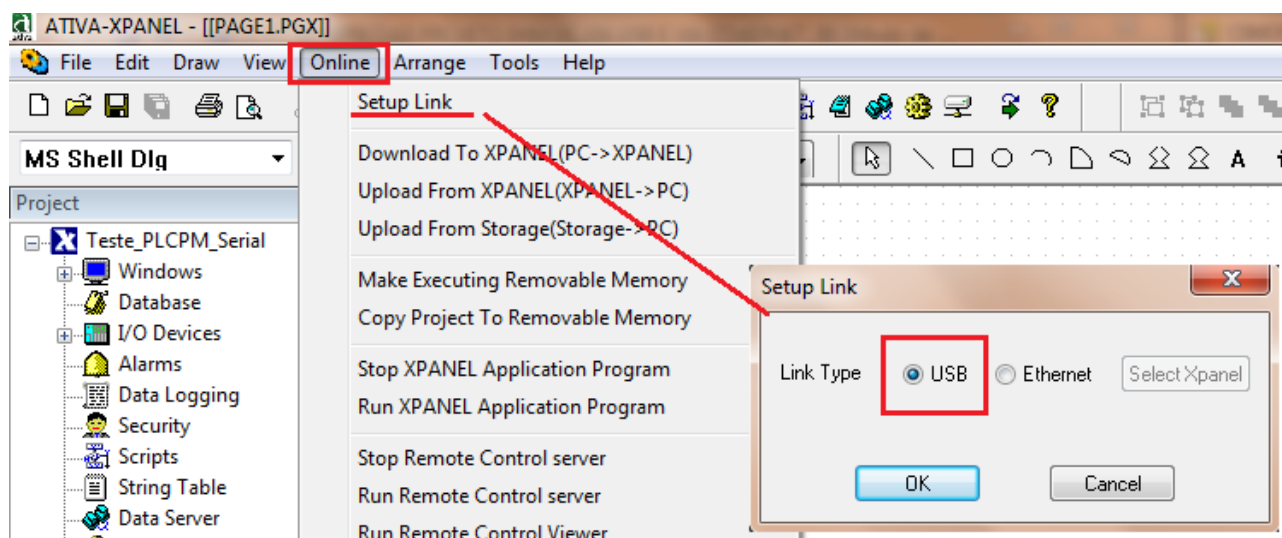 ATIVA-XPANEL - [[PAGE1.PGX]]
File Edit Draw View Online Arrange Tools Help
Setup Link
MS Shell Dlg
Download To XPANEL(PC->XPANEL)
A
Project
Upload From XPANEL(XPANEL->PC)
Upload From Storage(Storage->PC)
Teste_PLCPM_Serial
Windows
Database
I/O Devices
Alarms
Data Logging
Security
Scripts
String Table
Data Server
Make Executing Removable Memory
Copy Project To Removable Memory
Stop XPANEL Application Program
Run XPANEL Application Program
Stop Remote Control server
Run Remote Control server
Run Remote Control Viewer
Setup Link
Link Type USB Ethernet Select Xpanel
OK Cancel